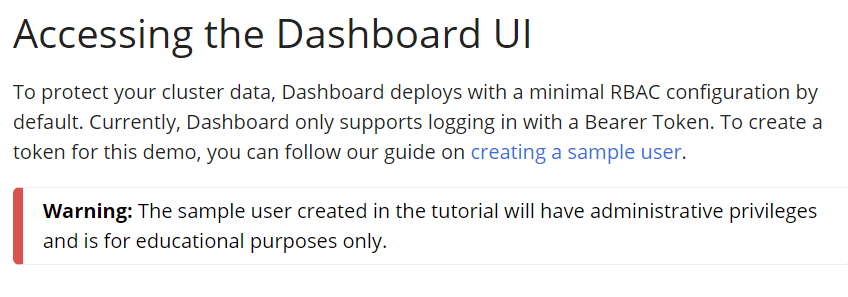 Accessing the Dashboard UI
To protect your cluster data, Dashboard deploys with a minimal RBAC configuration by
default. Currently, Dashboard only supports logging in with a Bearer Token. To create a
token for this demo, you can follow our guide on creating a sample user.
Warning: The sample user created in the tutorial will have administrative privileges
and is for educational purposes only.